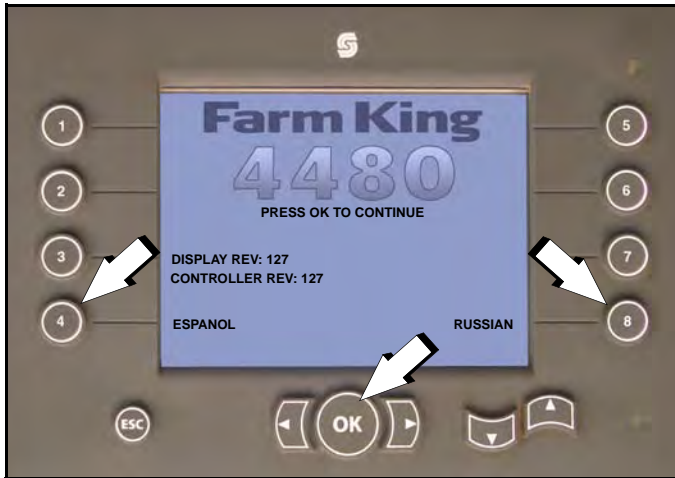 Farm King
4480
PRESS OK TO CONTINUE
DISPLAY REV: 127
CONTROLLER REV: 127
ESPANOL
RUSSIAN
1
2
3
4
5
6
7
8
ESC
OK